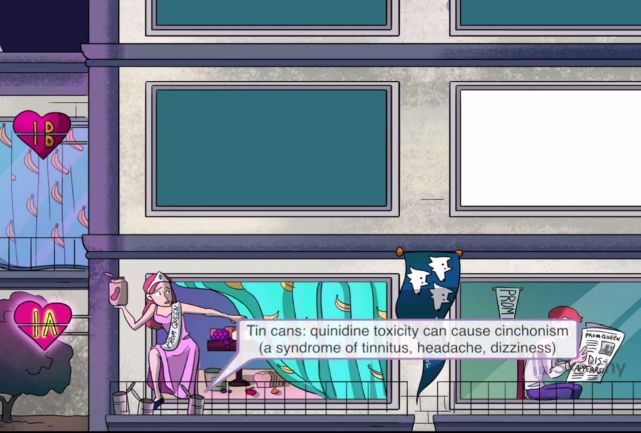 IB
IA
PROM QUEEN
PROM
Tin cans: quinidine toxicity can cause cinchonism
(a syndrome of tinnitus, headache, dizziness)
PROM QUEEN
DIS-
APPEARS